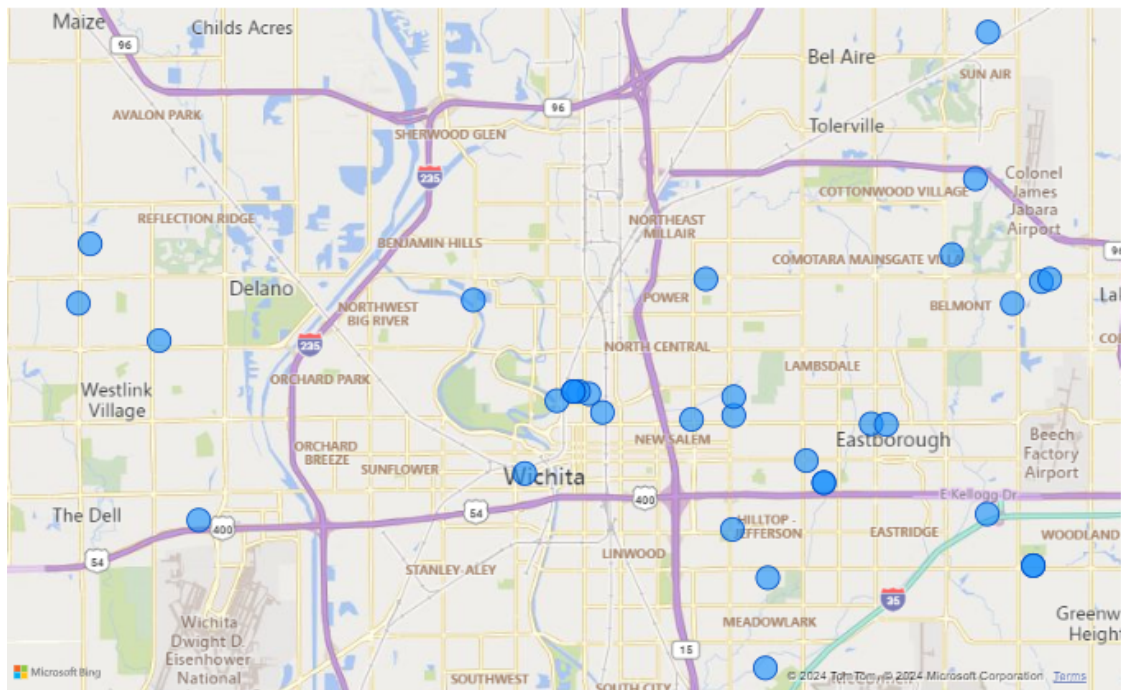 Maize
Childs Acres
96
Bel Aire
SUN AIR
AVALON PARK
96
SHERWOOD GLEN
Tolerville
235
COTTONWOOD VILLAGE
Colonel
James
Jabara
Airport
REFLECTION RIDGE
NORTHEAST
MILLAIR
BENJAMIN HILLS
96
COMOTARA MAINSGATE VILLA
Delano
POWER
NORTHWEST
BIG RIVER
BELMONT
235
NORTH CENTRAL
LAMBSDALE
ORCHARD PARK
Westlink
Village
NEW SALEM
Eastborough
ORCHARD
BREEZE
SUNFLOWER
Wichita
Beech
Factory
Airport
400
E Kellogg Dr
The Dell
400
54
HILLTOP -
JEFFERSON
EASTRIDGE
WOODLAND
54
STANLEY-ALEY
LINWOOD
35
MEADOWLARK
Greenw
Height
Wichita
Dwight D.
Eisenhower
National
15
Microsoft Bing
SOUTHWEST
SOUTH CITY
© 2024 TomTom, © 2024 Microsoft Corporation Terms